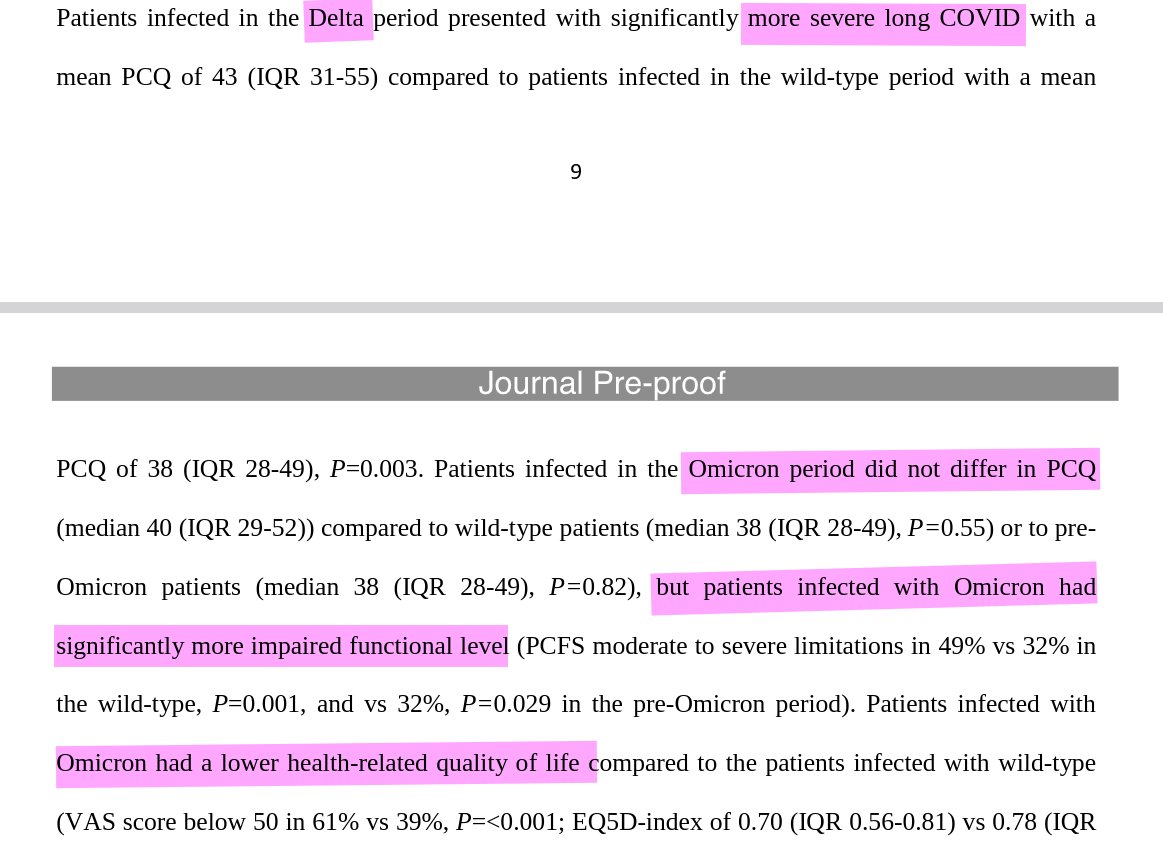 Patients infected in the Delta period presented with significantly more severe long COVID with a
mean PCQ of 43 (IQR 31-55) compared to patients infected in the wild-type period with a mean
9
Journal Pre-proof
PCQ of 38 (IQR 28-49), P=0.003. Patients infected in the Omicron period did not differ in PCQ
(median 40 (IQR 29-52)) compared to wild-type patients (median 38 (IQR 28-49), P=0.55) or to pre-
Omicron patients (median 38 (IQR 28-49), P=0.82), but patients infected with Omicron had
significantly more impaired functional level (PCFS moderate to severe limitations in 49% vs 32% in
the wild-type, P=0.001, and vs 32%, P=0.029 in the pre-Omicron period). Patients infected with
Omicron had a lower health-related quality of life compared to the patients infected with wild-type
(VAS score below 50 in 61% vs 39%, P=<0.001; EQ5D-index of 0.70 (IQR 0.56-0.81) vs 0.78 (IQR